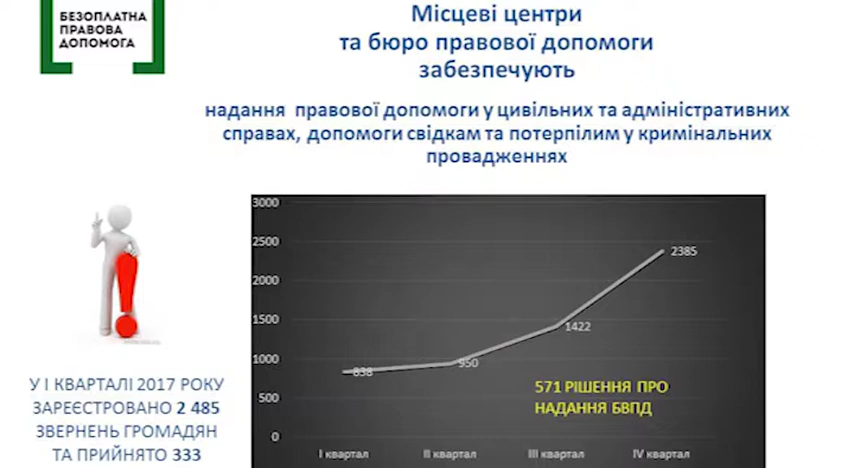 БЕЗОПЛАТНА
ПРАВОВА
ДОПОМОГА
Місцеві центри
та бюро правової допомоги
забезпечують
надання правової допомоги у цивільних та адміністративних
справах, допомоги свідкам та потерпілим у кримінальних
провадженнях
3000
2500
2000
1500
1000
500
0
838
950
1422
2385
571 РІШЕННЯ ПРО
НАДАННЯ БВПД
І квартал
ІІ квартал
ІІІ квартал
IV квартал
У І КВАРТАЛІ 2017 РОКУ
ЗАРЕЄСТРОВАНО 2 485
ЗВЕРНЕНЬ ГРОМАДЯН
ТА ПРИЙНЯТО 333